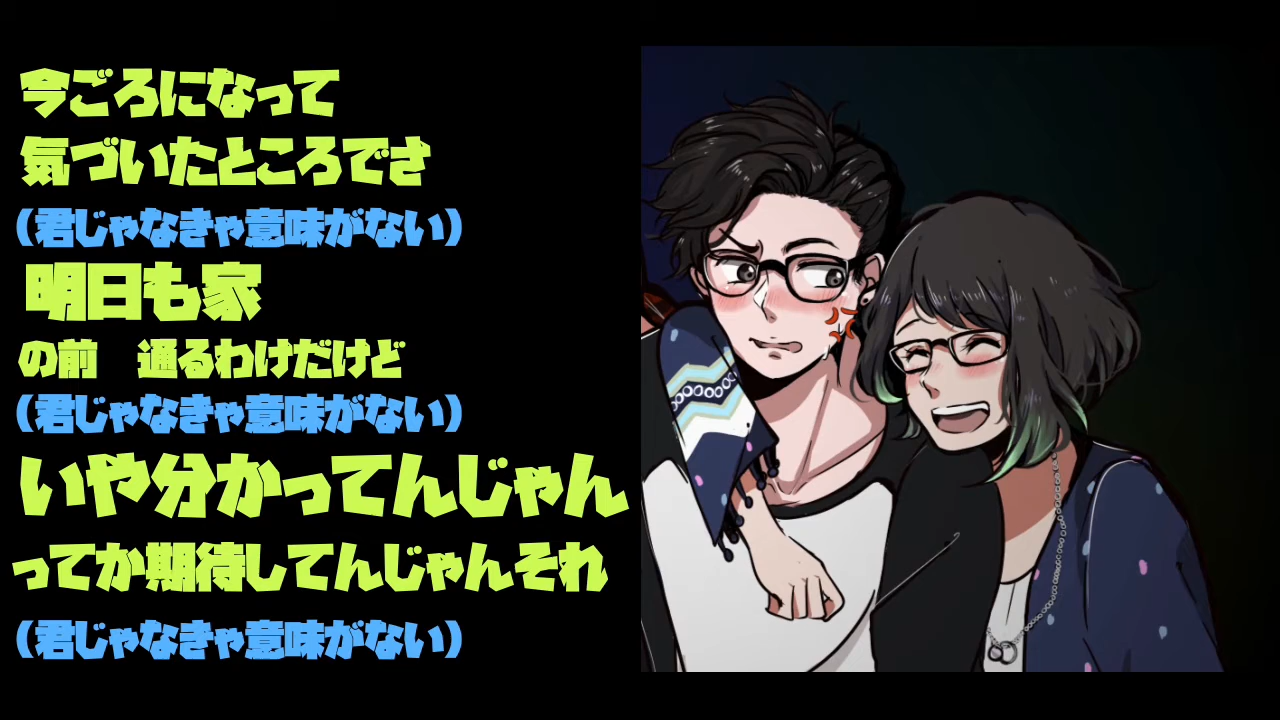 今ごろになって
気づいたところでさ
(君じゃなきゃ意味がない)
明日も家
の前　通るわけだけど
(君じゃなきゃ意味がない)
いや分かってんじゃん
ってか期待してんじゃんそれ
(君じゃなきゃ意味がない)